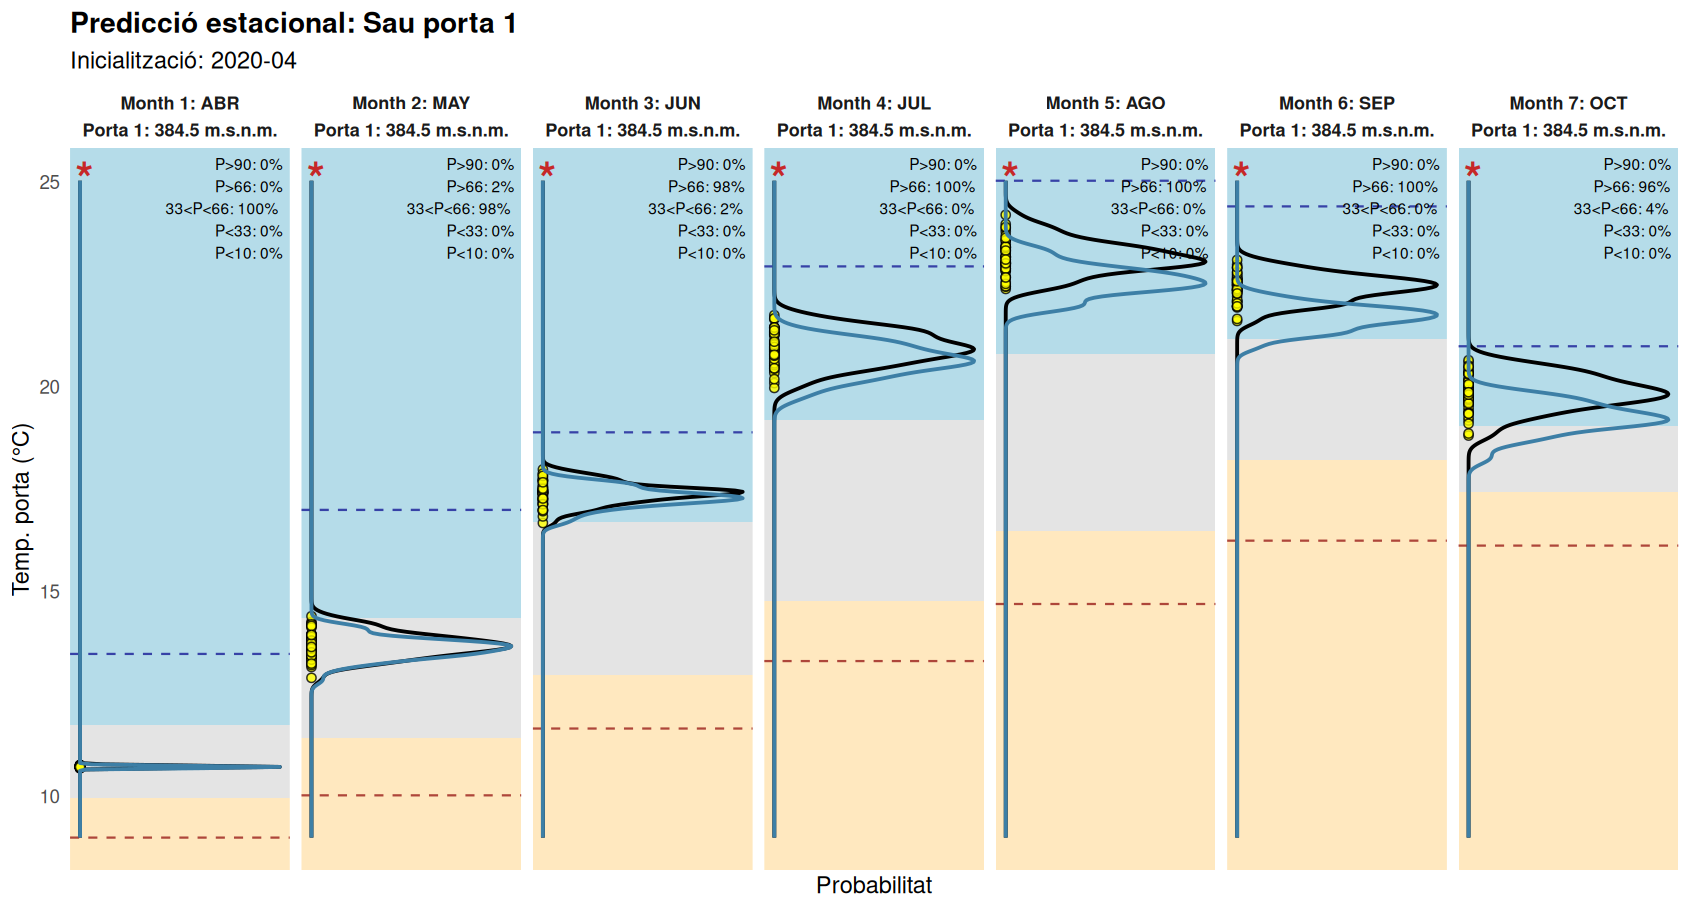 Predicció estacional: Sau porta 1
Inicialització: 2020-04
Month 1: ABR
Porta 1: 384.5 m.s.n.m.
Month 2: MAY
Porta 1: 384.5 m.s.n.m.
Month 3: JUN
Porta 1: 384.5 m.s.n.m.
Month 4: JUL
Porta 1: 384.5 m.s.n.m.
Month 5: AGO
Porta 1: 384.5 m.s.n.m.
Month 6: SEP
Porta 1: 384.5 m.s.n.m.
Month 7: OCT
Porta 1: 384.5 m.s.n.m.
*
P>90: 0%
P>66: 0%
33<P<66: 100%
P<33: 0%
P<10: 0%
*
P>90: 0%
P>66: 2%
33<P<66: 98%
P<33: 0%
P<10: 0%
*
P>90: 0%
P>66: 98%
33<P<66: 2%
P<33: 0%
P<10: 0%
*
P>90: 0%
P>66: 100%
33<P<66: 0%
P<33: 0%
P<10: 0%
*
P>90: 0%
P>66: 100%
33<P<66: 0%
P<33: 0%
P<10: 0%
*
P>90: 0%
P>66: 100%
33<P<66: 0%
P<33: 0%
P<10: 0%
*
P>90: 0%
P>66: 96%
33<P<66: 4%
P<33: 0%
P<10: 0%
25
20
15
10
Temp. porta (°C)
Probabilitat